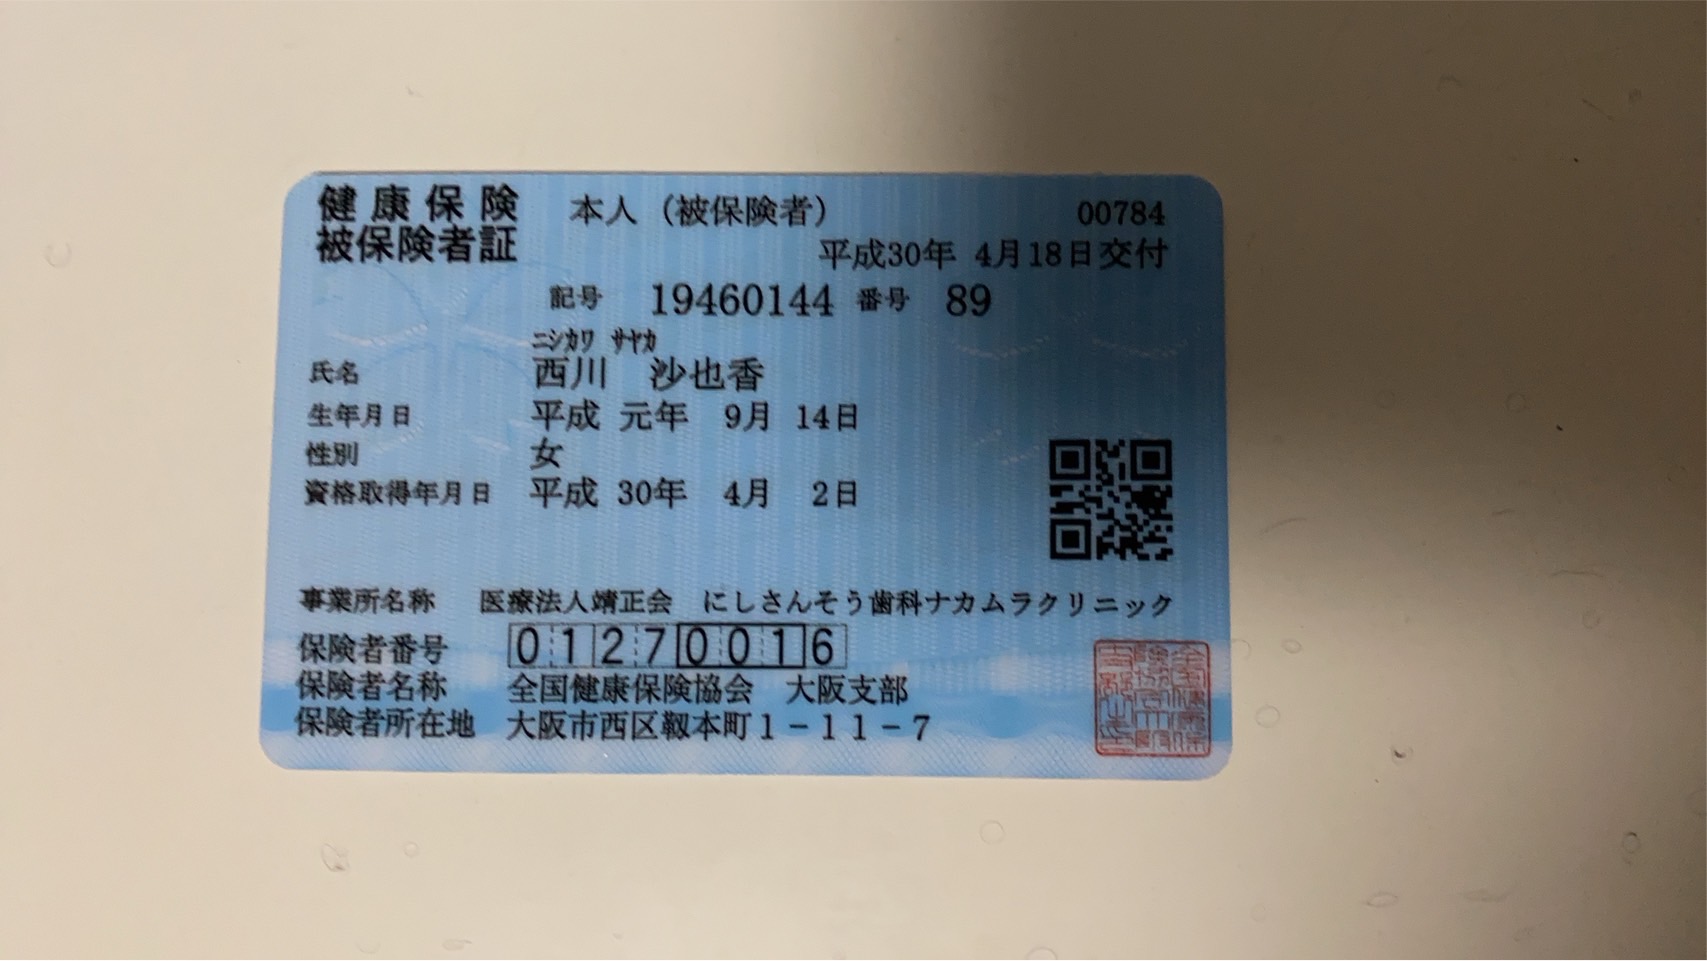 健康保険 本人（被保険者） 00784
被保険者証 平成30年 4月18日交付
記号 19460144 番号 89
ﾆｼｶﾜ ｻﾔｶ
氏名 西川 沙也香
生年月日 平成 元年 9月 14日
性別 女
資格取得年月日 平成 30年 4月 2日
事業所名称 医療法人靖正会 にしさんそう歯科ナカムラクリニック
保険者番号 01270016
保険者名称 全国健康保険協会 大阪支部
保険者所在地 大阪市西区靱本町1－11－7